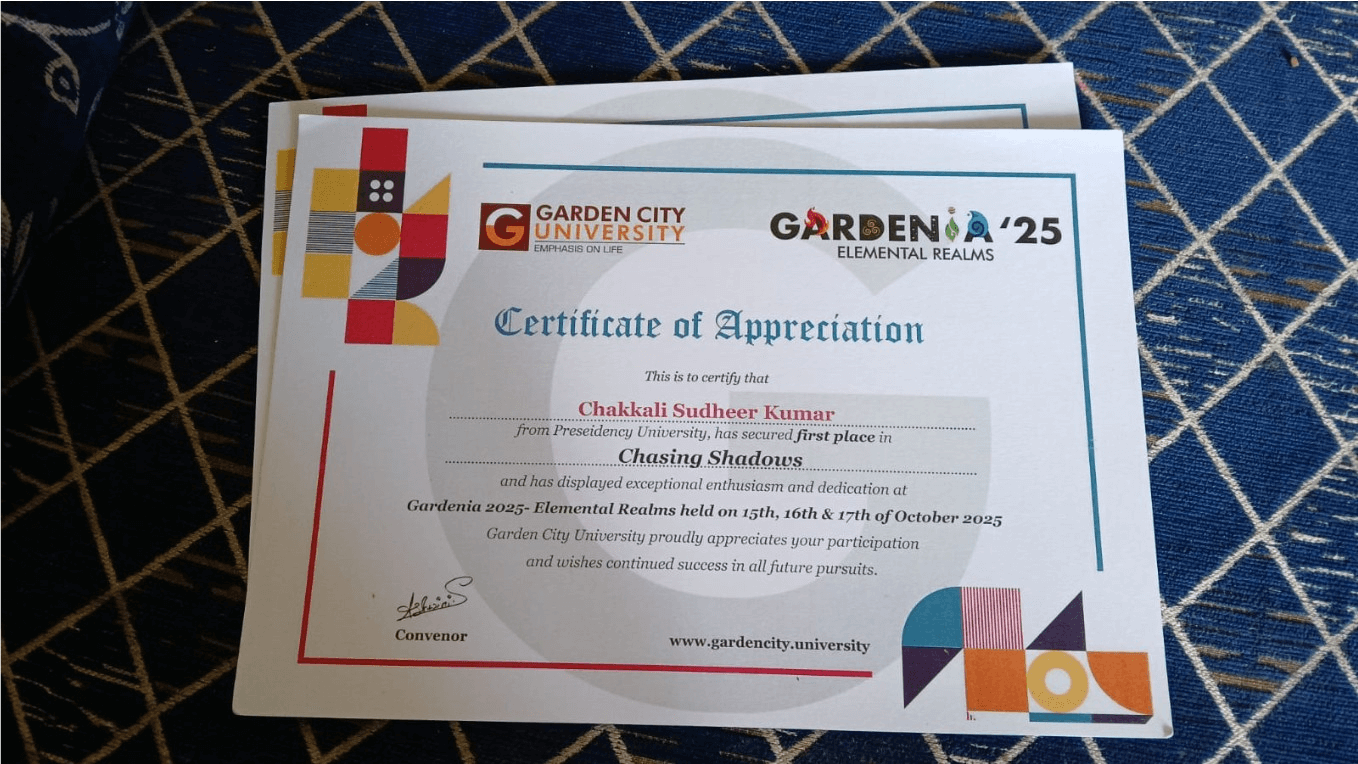 GARDEN CITY
UNIVERSITY
EMPHASIS ON LIFE
GARDENIA '25
ELEMENTAL REALMS
Certificate of Appreciation
This is to certify that
Chakkali Sudheer Kumar
from Preseidency University, has secured first place in
Chasing Shadows
and has displayed exceptional enthusiasm and dedication at
Gardenia 2025- Elemental Realms held on 15th, 16th & 17th of October 2025
Garden City University proudly appreciates your participation
and wishes continued success in all future pursuits.
Convenor
www.gardencity.university